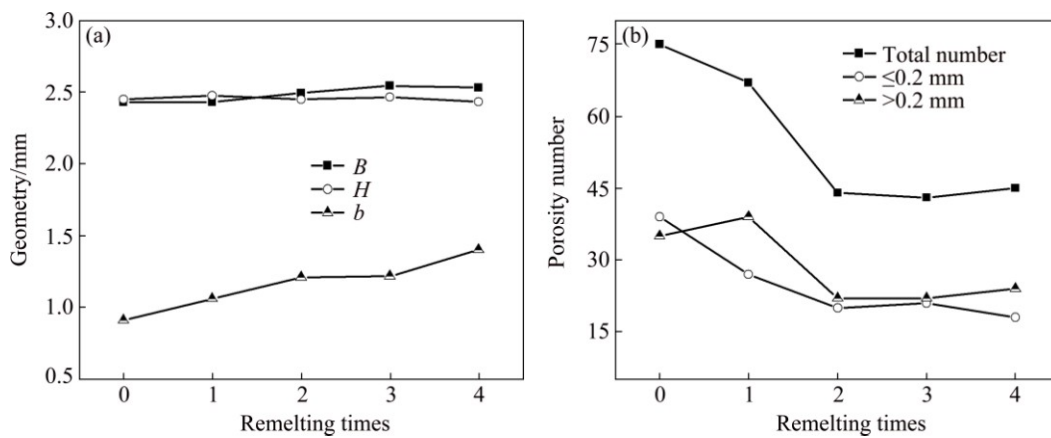 (a)
3.0
2.5
2.0
1.5
1.0
0.5
Geometry/mm
B
H
b
0 1 2 3 4
Remelting times
(b)
75
60
45
30
15
Porosity number
Total number
≤0.2 mm
>0.2 mm
0 1 2 3 4
Remelting times